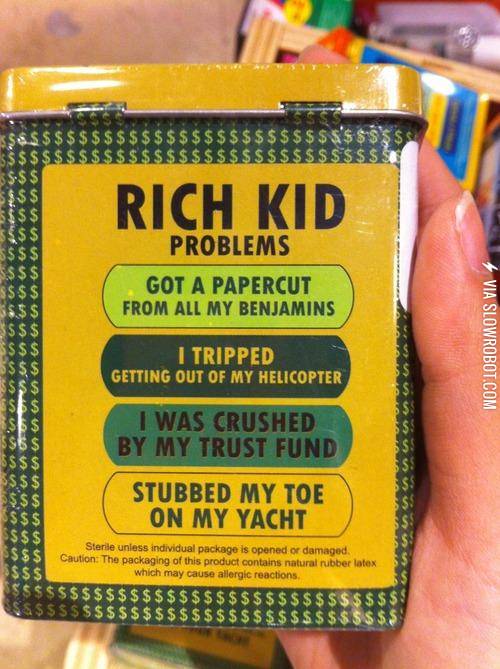 RICH KID
PROBLEMS
GOT A PAPERCUT
FROM ALL MY BENJAMINS
I TRIPPED
GETTING OUT OF MY HELICOPTER
I WAS CRUSHED
BY MY TRUST FUND
STUBBED MY TOE
ON MY YACHT
Sterile unless individual package is opened or damaged.
Caution: The packaging of this product contains natural rubber latex
which may cause allergic reactions.
VIA SLOWROBOT.COM